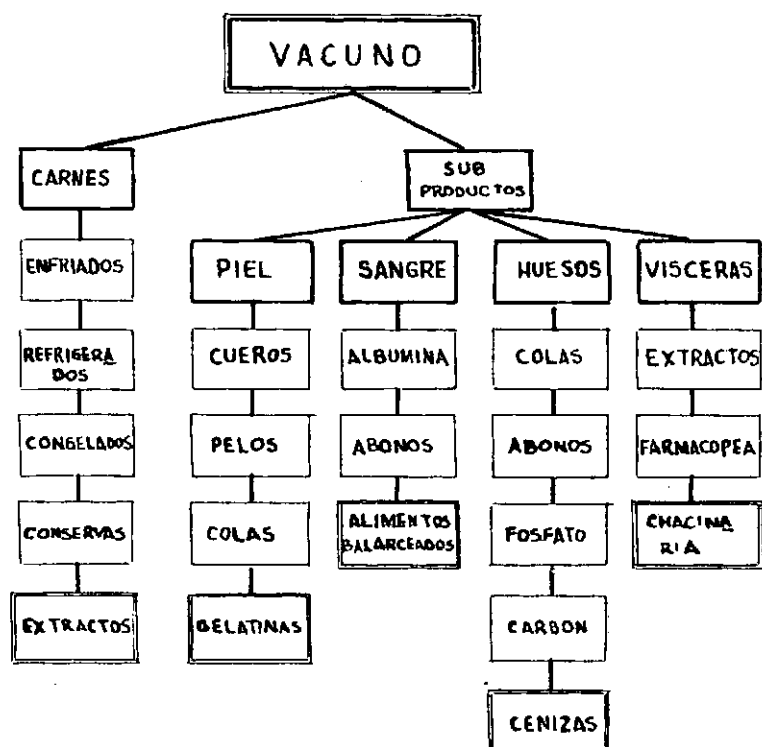 VACUNO
CARNES
SUB
PRODUCTOS
ENFRIADOS
PIEL
SANGRE
HUESOS
VISCERAS
REFRIGERA
DOS
CUEROS
ALBUMINA
COLAS
EXTRACTOS
CONGELADOS
PELOS
ABONOS
ABONOS
FARMACOPEA
CONSERVAS
COLAS
ALIMENTOS
BALARCEADOS
FOSFATO
CHACINA
RIA
EXTRACTOS
GELATINAS
CARBON
CENIZAS